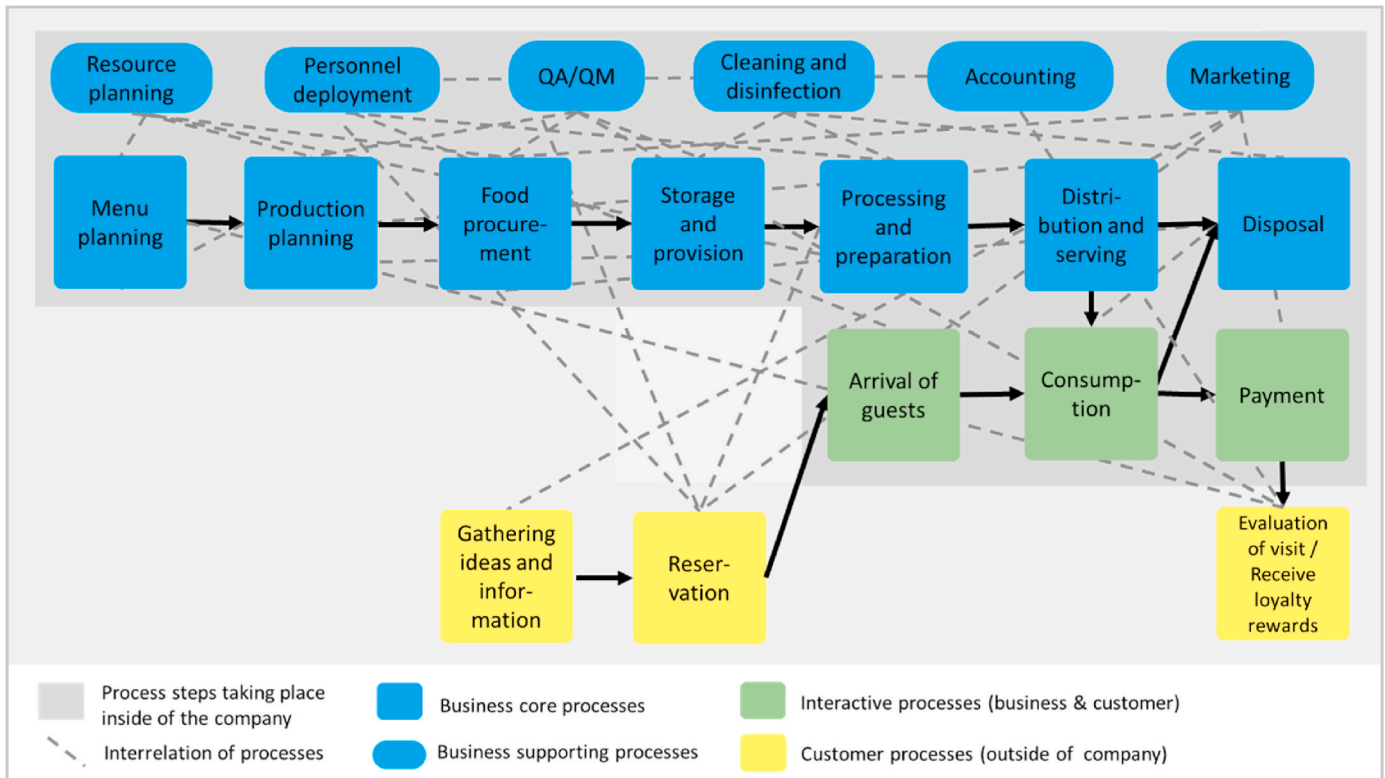 Resource
planning
Personnel
deployment
QA/QM
Cleaning and
disinfection
Accounting
Marketing
Menu
planning
Production
planning
Food
procure-
ment
Storage
and
provision
Processing
and
preparation
Distri-
bution and
serving
Disposal
Arrival of
guests
Consump-
tion
Payment
Gathering
ideas and
infor-
mation
Reser-
vation
Evaluation
of visit /
Receive
loyalty
rewards
Process steps taking place
inside of the company
Interrelation of processes
Business core processes
Business supporting processes
Interactive processes (business & customer)
Customer processes (outside of company)